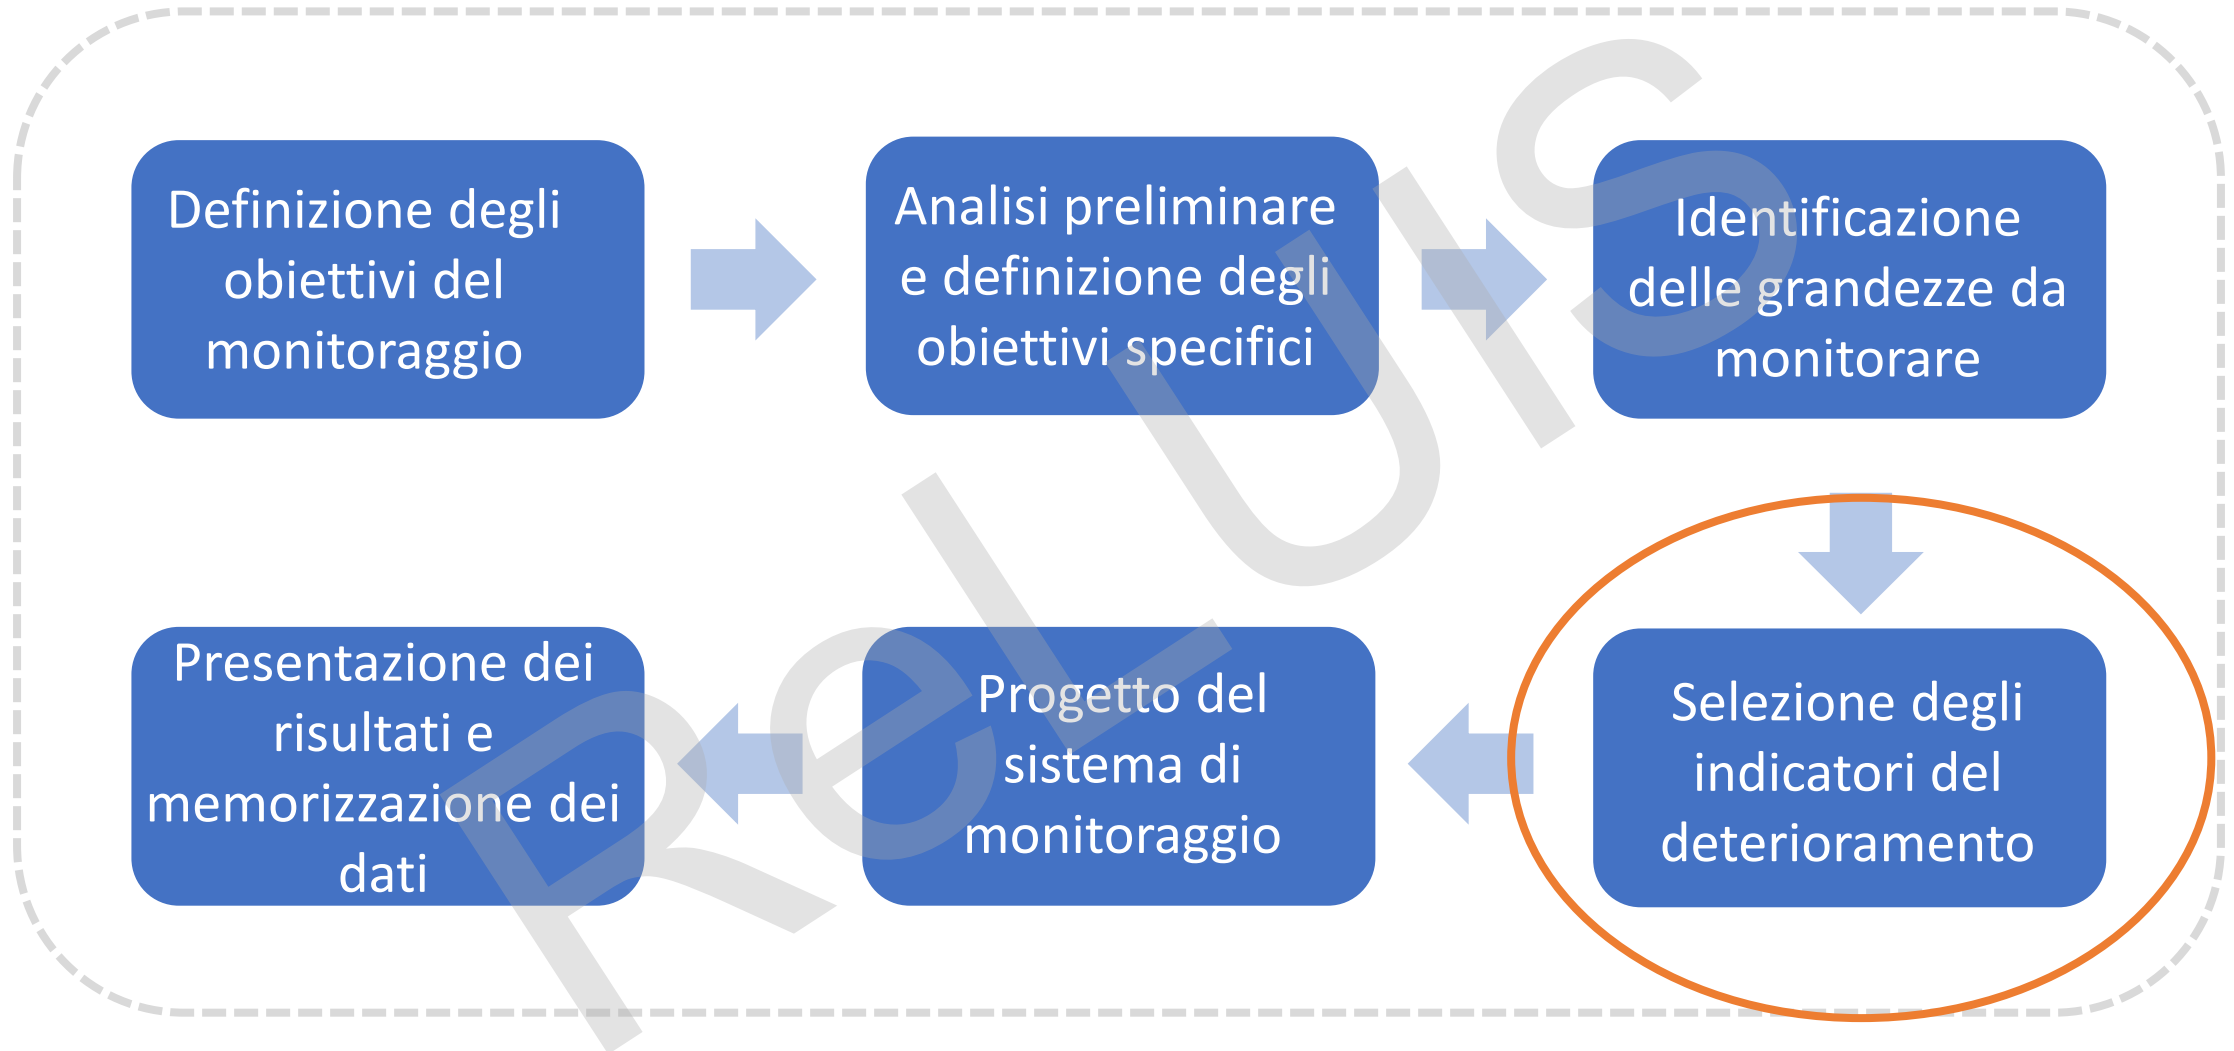 Definizione degli
obiettivi del
monitoraggio
Analisi preliminare
e definizione degli
obiettivi specifici
Identificazione
delle grandezze da
monitorare
Selezione degli
indicatori del
deterioramento
Progetto del
sistema di
monitoraggio
Presentazione dei
risultati e
memorizzazione dei
dati
ReLUIS